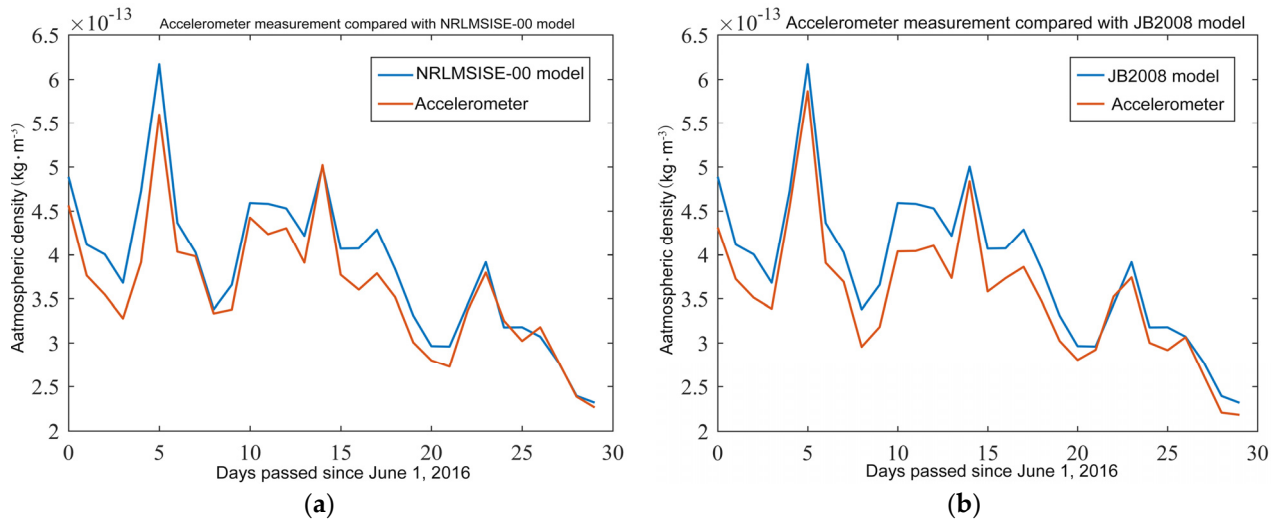 Accelerometer measurement compared with NRLMSISE-00 model
×10⁻¹³
6.5
6
5.5
5
4.5
4
3.5
3
2.5
2
Aatmospheric density(kg·m⁻³)
NRLMSISE-00 model
Accelerometer
0 5 10 15 20 25 30
Days passed since June 1, 2016
(a)
Accelerometer measurement compared with JB2008 model
×10⁻¹³
6.5
6
5.5
5
4.5
4
3.5
3
2.5
2
Aatmospheric density(kg·m⁻³)
JB2008 model
Accelerometer
0 5 10 15 20 25 30
Days passed since June 1, 2016
(b)